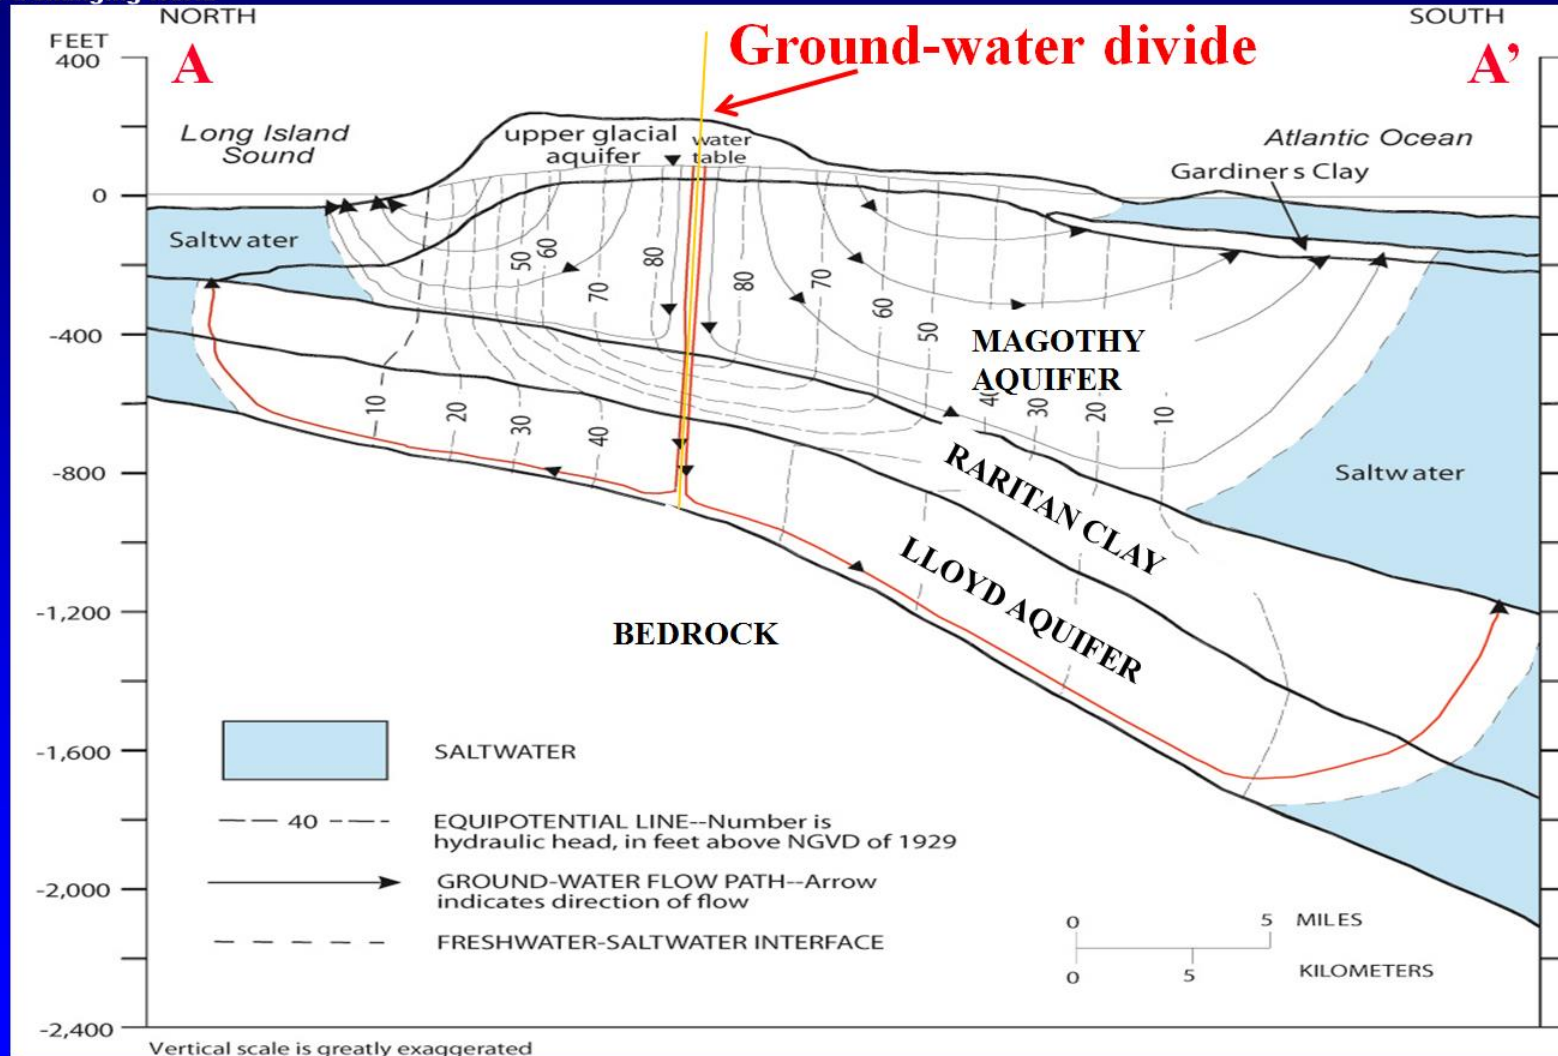 NORTH
SOUTH
FEET
A
Ground-water divide
A'
400
0
-400
-800
-1,200
-1,600
-2,000
-2,400
Long Island
Sound
upper glacial
aquifer
water
table
Atlantic Ocean
Gardiners Clay
Saltwater
50
60
70
80
80
70
60
50
MAGOTHY
AQUIFER
10
20
30
40
40
30
20
10
Saltwater
RARITAN CLAY
LLOYD AQUIFER
BEDROCK
SALTWATER
40
EQUIPOTENTIAL LINE--Number is
hydraulic head, in feet above NGVD of 1929
GROUND-WATER FLOW PATH--Arrow
indicates direction of flow
FRESHWATER-SALTWATER INTERFACE
0 5 MILES
0 5 KILOMETERS
Vertical scale is greatly exaggerated